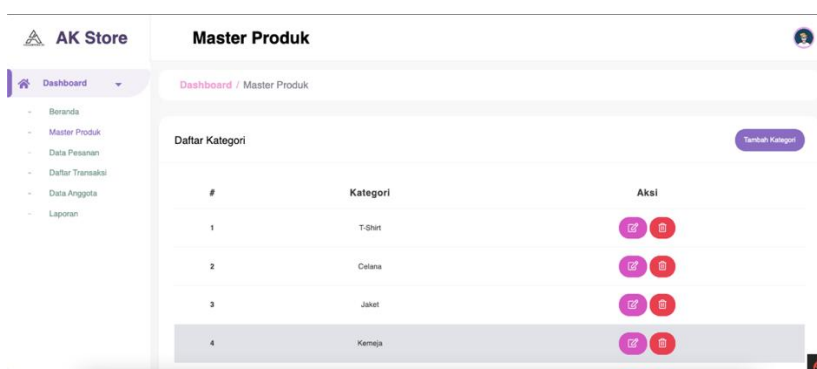 AK Store
Master Produk
Dashboard
Dashboard / Master Produk
- Beranda
- Master Produk
- Data Pesanan
- Daftar Transaksi
- Data Anggota
- Laporan
Daftar Kategori
Tambah Kategori
# Kategori Aksi
1 T-Shirt
2 Celana
3 Jaket
4 Kemeja